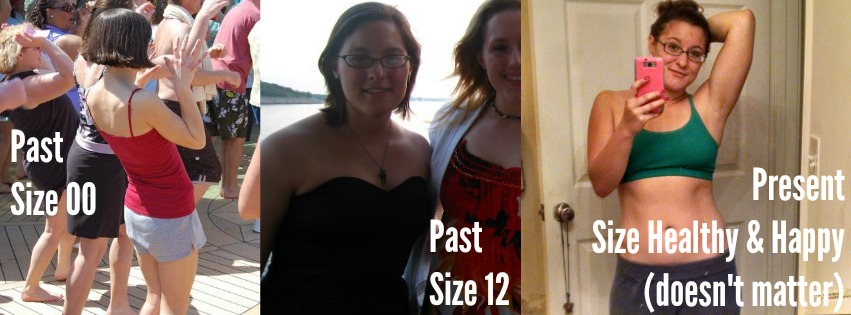 Past
Size 00
Past
Size 12
Present
Size Healthy & Happy
(doesn't matter)